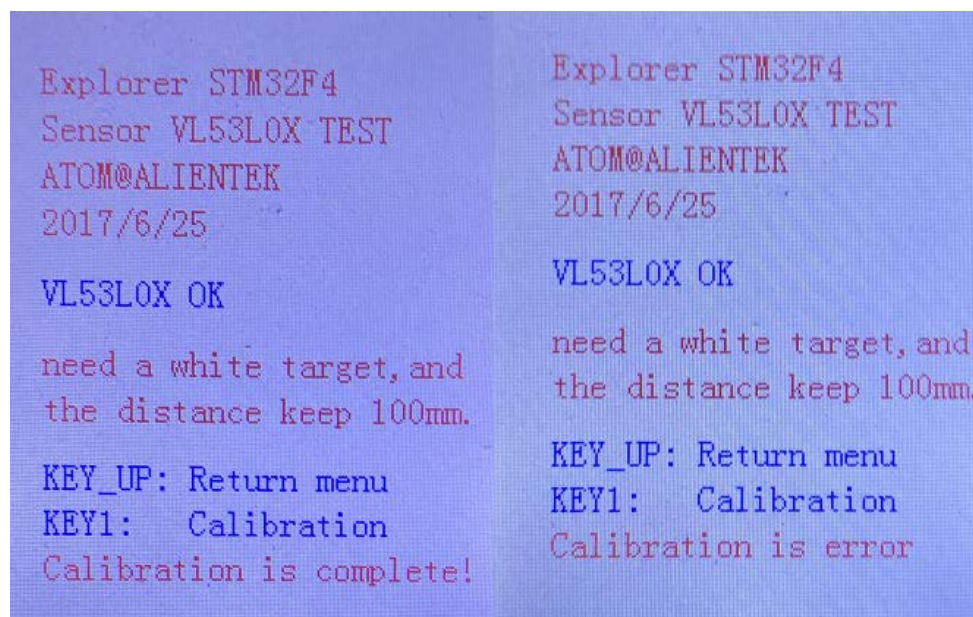 Explorer STM32F4
Sensor VL53L0X TEST
ATOM@ALIENTEK
2017/6/25
VL53L0X OK
need a white target,and
the distance keep 100mm.
KEY_UP: Return menu
KEY1: Calibration
Calibration is complete!
Explorer STM32F4
Sensor VL53L0X TEST
ATOM@ALIENTEK
2017/6/25
VL53L0X OK
need a white target,and
the distance keep 100mm.
KEY_UP: Return menu
KEY1: Calibration
Calibration is error